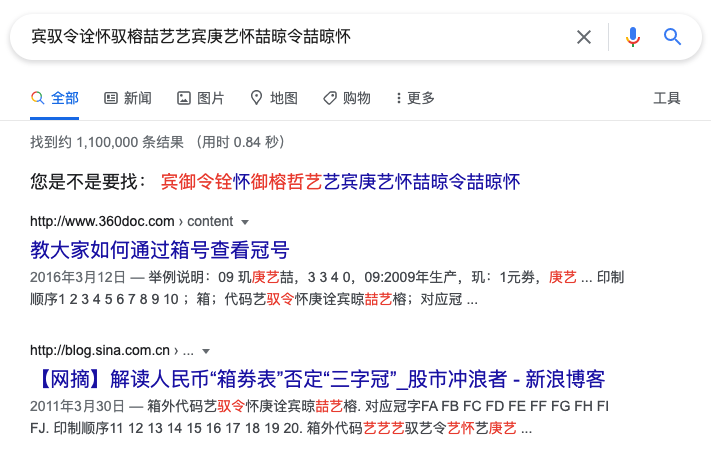 宾驭令诠怀驭榕喆艺艺宾庚艺怀喆晾令喆晾怀
全部 新闻 图片 地图 购物 更多 工具
找到约 1,100,000 条结果 （用时 0.84 秒）
您是不是要找： 宾御令铨怀御榕哲艺艺宾庚艺怀喆晾令喆晾怀
http://www.360doc.com › content
教大家如何通过箱号查看冠号
2016年3月12日 — 举例说明：09 玑庚艺喆，3 3 4 0，09:2009年生产，玑：1元券，庚艺 ... 印制
顺序1 2 3 4 5 6 7 8 9 10 ；箱；代码艺驭令怀庚诠宾晾喆艺榕；对应冠 ...
http://blog.sina.com.cn › ...
【网摘】解读人民币“箱券表”否定“三字冠”_股市冲浪者 - 新浪博客
2011年3月30日 — 箱外代码艺驭令怀庚诠宾晾喆艺榕. 对应冠字FA FB FC FD FE FF FG FH FI
FJ. 印制顺序11 12 13 14 15 16 17 18 19 20. 箱外代码艺艺艺驭艺令艺怀艺庚艺 ...